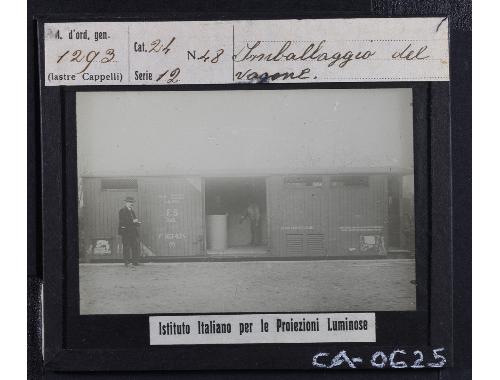 N. d'ord. gen. Cat. 24 N. 48 Imballaggio del
1293
(lastre Cappelli) Serie 12 vagone.
F.S
Istituto Italiano per le Proiezioni Luminose
CA-0625